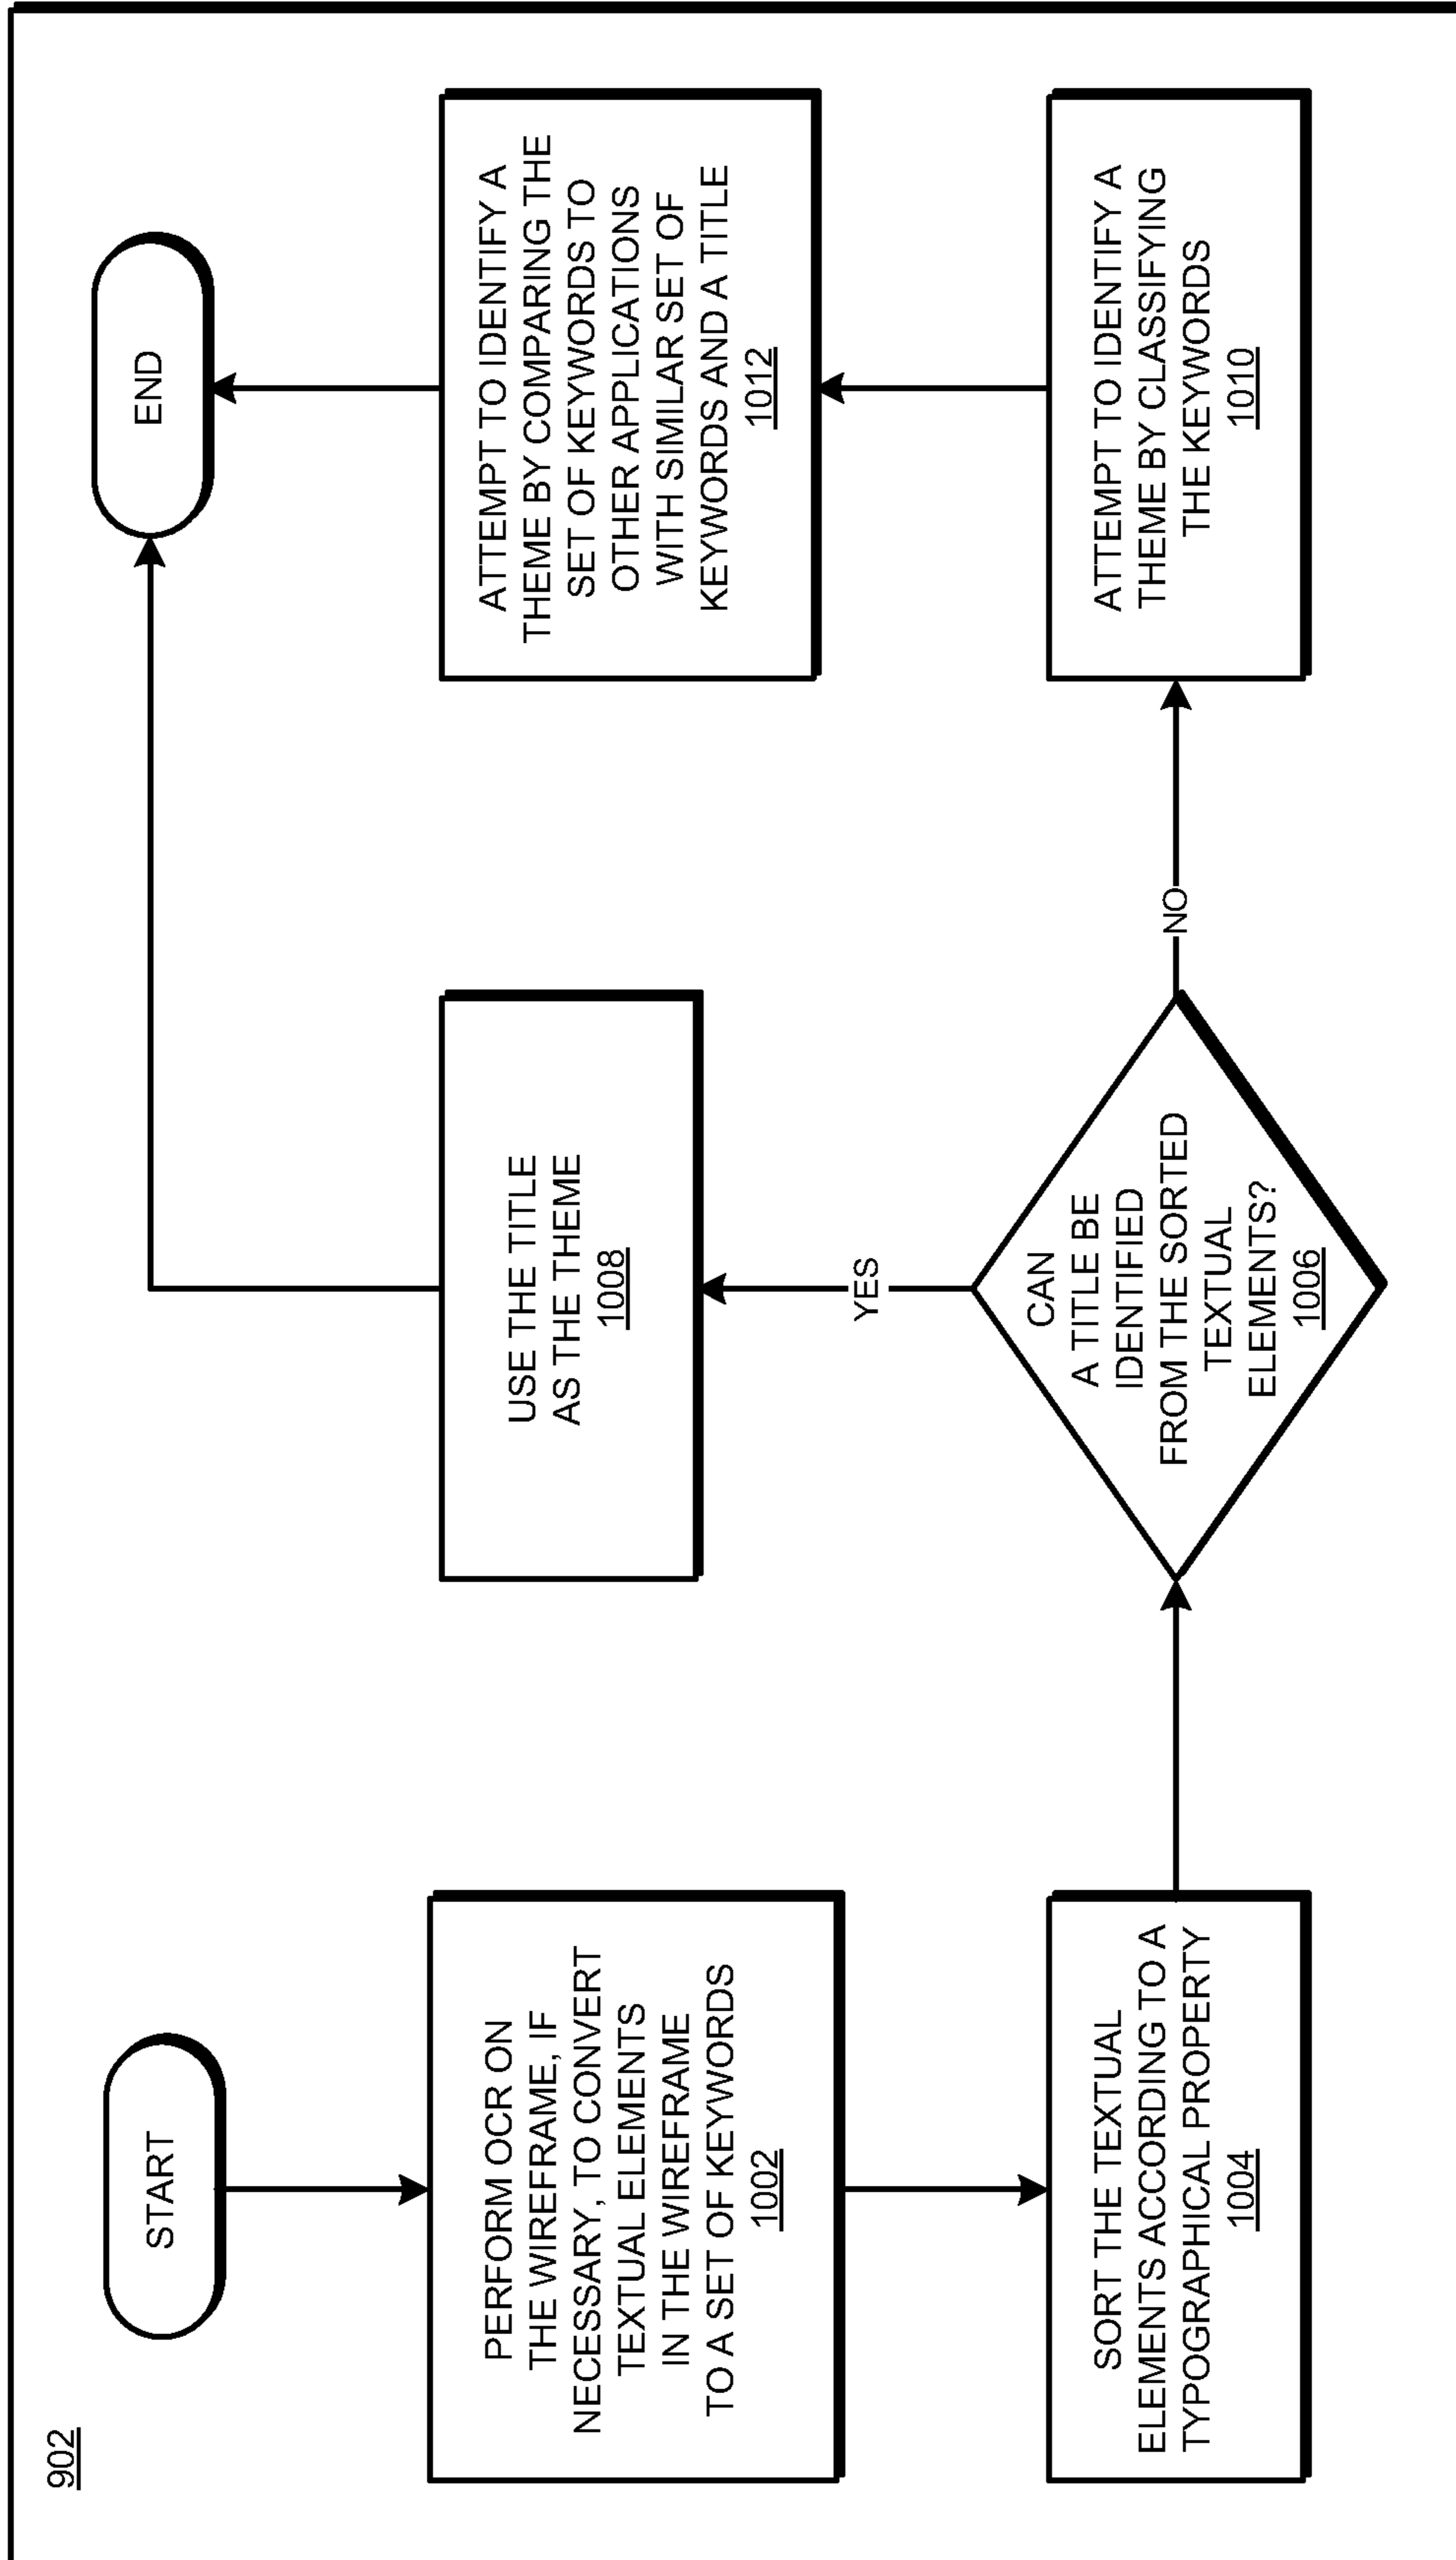 902
START
PERFORM OCR ON
THE WIREFRAME, IF
NECESSARY, TO CONVERT
TEXTUAL ELEMENTS
IN THE WIREFRAME
TO A SET OF KEYWORDS
1002
SORT THE TEXTUAL
ELEMENTS ACCORDING TO A
TYPOGRAPHICAL PROPERTY
1004
CAN
A TITLE BE
IDENTIFIED
FROM THE SORTED
TEXTUAL
ELEMENTS?
1006
YES
USE THE TITLE
AS THE THEME
1008
NO
ATTEMPT TO IDENTIFY A
THEME BY CLASSIFYING
THE KEYWORDS
1010
ATTEMPT TO IDENTIFY A
THEME BY COMPARING THE
SET OF KEYWORDS TO
OTHER APPLICATIONS
WITH SIMILAR SET OF
KEYWORDS AND A TITLE
1012
END